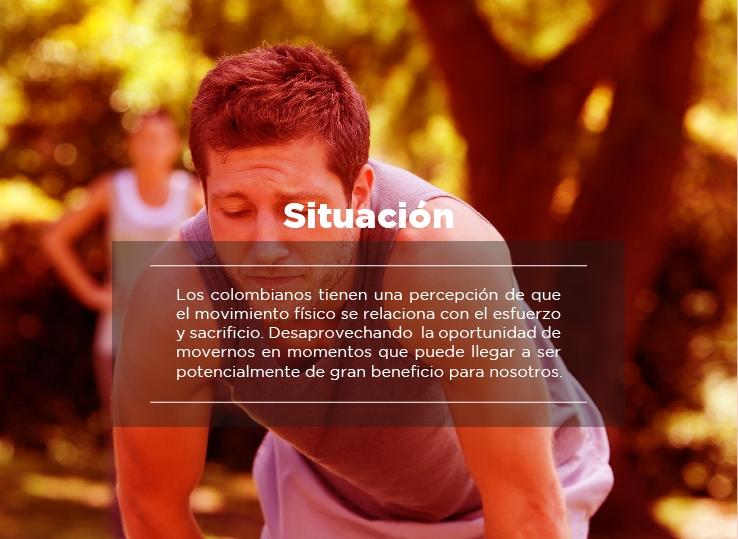 Situación
Los colombianos tienen una percepción de que
el movimiento físico se relaciona con el esfuerzo
y sacrificio. Desaprovechando la oportunidad de
movernos en momentos que puede llegar a ser
potencialmente de gran beneficio para nosotros.